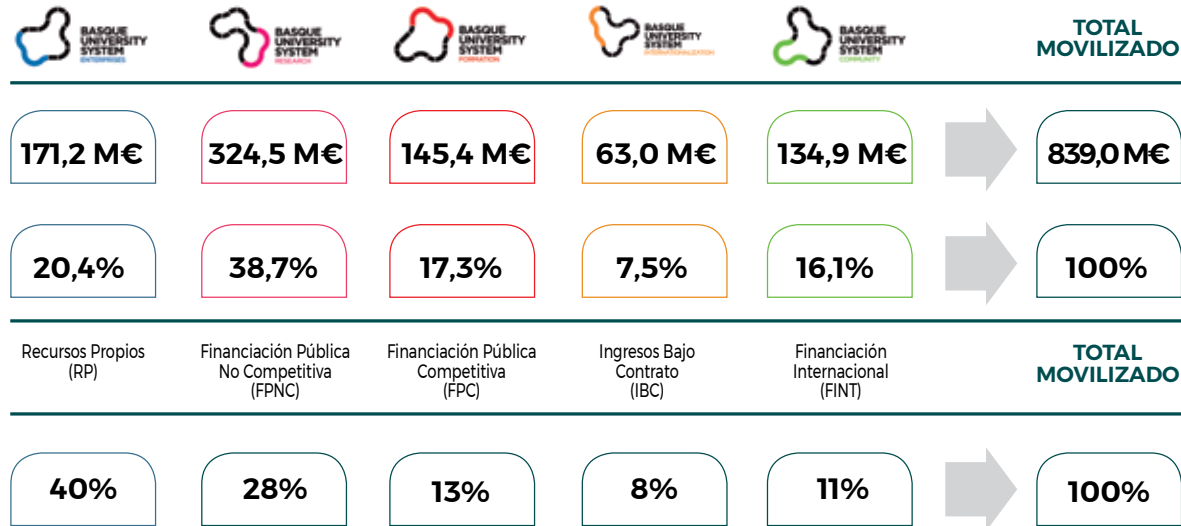 BASQUE
UNIVERSITY
SYSTEM
ENTERPRISES
BASQUE
UNIVERSITY
SYSTEM
RESEARCH
BASQUE
UNIVERSITY
SYSTEM
FORMATION
BASQUE
UNIVERSITY
SYSTEM
INTERNATIONALIZATION
BASQUE
UNIVERSITY
SYSTEM
COMMUNITY
TOTAL
MOVILIZADO
171,2 M€ 324,5 M€ 145,4 M€ 63,0 M€ 134,9 M€ 839,0 M€
20,4% 38,7% 17,3% 7,5% 16,1% 100%
Recursos Propios
(RP)
Financiación Pública
No Competitiva
(FPNC)
Financiación Pública
Competitiva
(FPC)
Ingresos Bajo
Contrato
(IBC)
Financiación
Internacional
(FINT)
TOTAL
MOVILIZADO
40% 28% 13% 8% 11% 100%